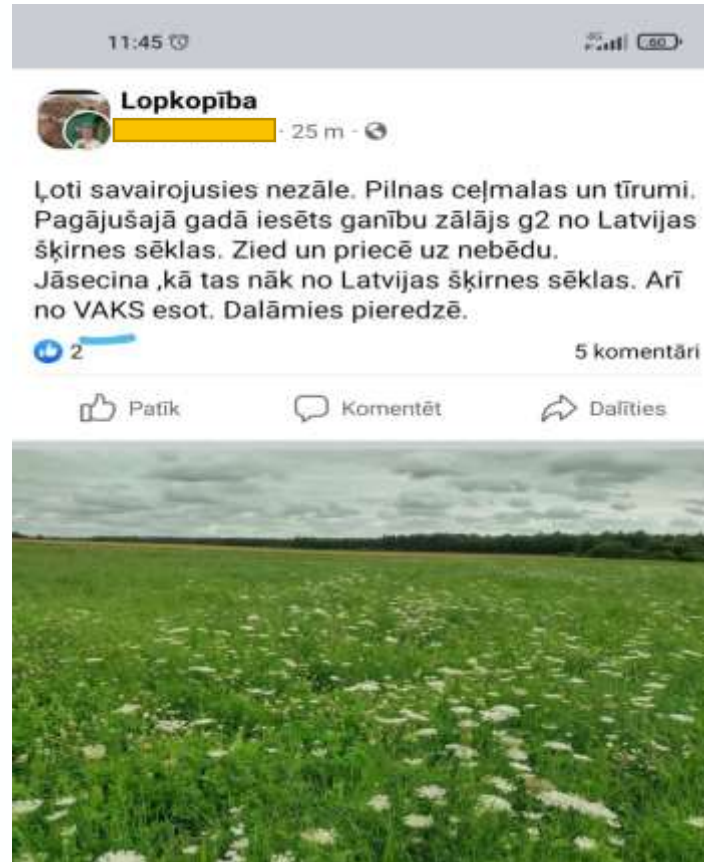 11:45
4G
60
Lopkopība
· 25 m ·
Ļoti savairojusies nezāle. Pilnas ceļmalas un tīrumi.
Pagājušajā gadā iesēts ganību zālājs g2 no Latvijas
šķirnes sēklas. Zied un priecē uz nebēdu.
Jāsecina ,kā tas nāk no Latvijas šķirnes sēklas. Arī
no VAKS esot. Dalāmies pieredzē.
2
5 komentāri
Patīk
Komentēt
Dalīties